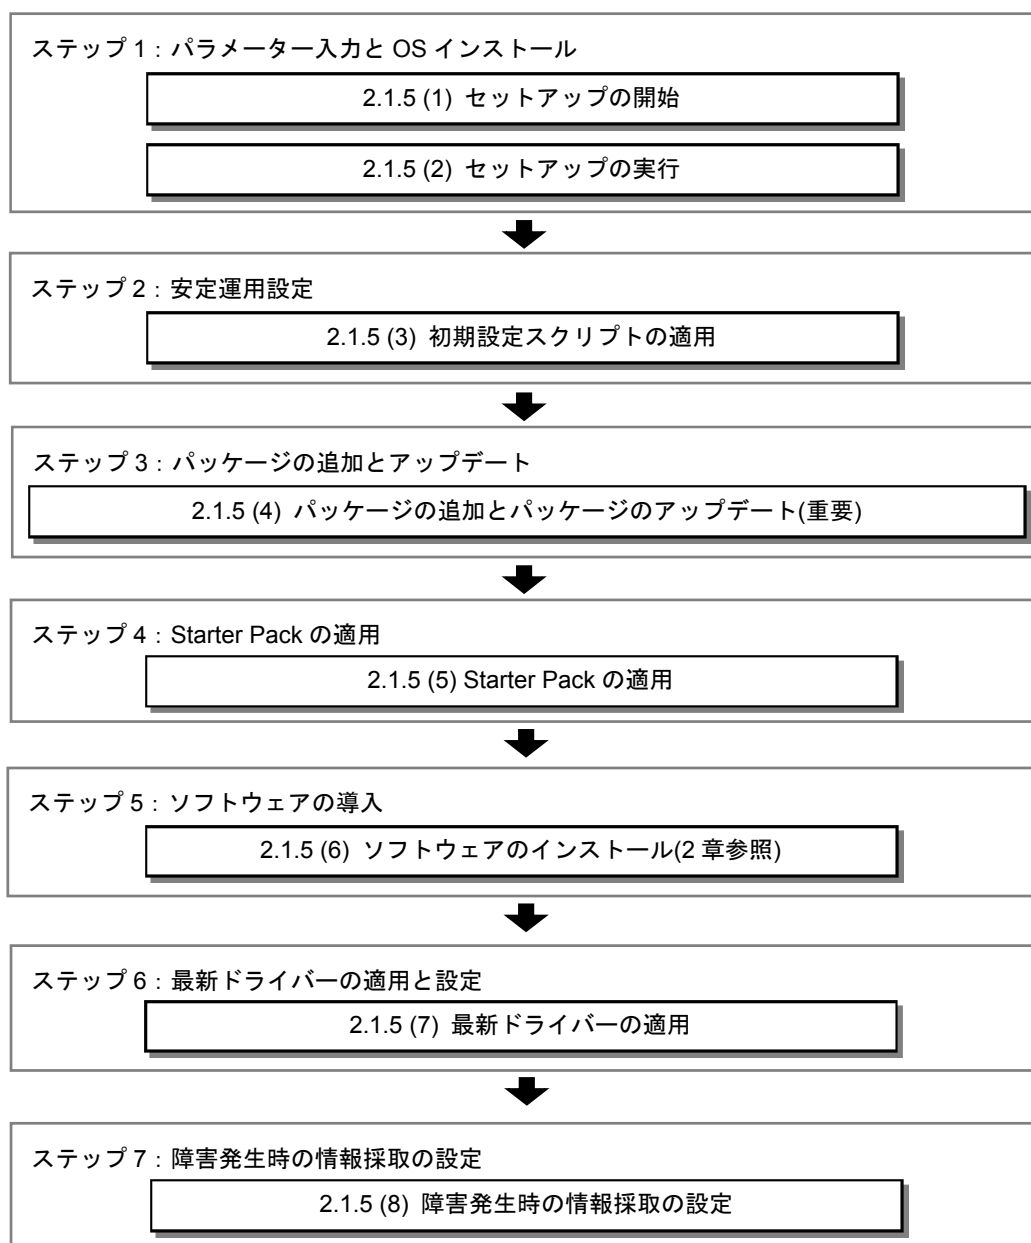 ステップ 1：パラメーター入力と OS インストール
2.1.5 (1) セットアップの開始
2.1.5 (2) セットアップの実行
ステップ 2：安定運用設定
2.1.5 (3) 初期設定スクリプトの適用
ステップ 3：パッケージの追加とアップデート
2.1.5 (4) パッケージの追加とパッケージのアップデート(重要)
ステップ 4：Starter Pack の適用
2.1.5 (5) Starter Pack の適用
ステップ 5：ソフトウェアの導入
2.1.5 (6) ソフトウェアのインストール(2 章参照)
ステップ 6：最新ドライバーの適用と設定
2.1.5 (7) 最新ドライバーの適用
ステップ 7：障害発生時の情報採取の設定
2.1.5 (8) 障害発生時の情報採取の設定